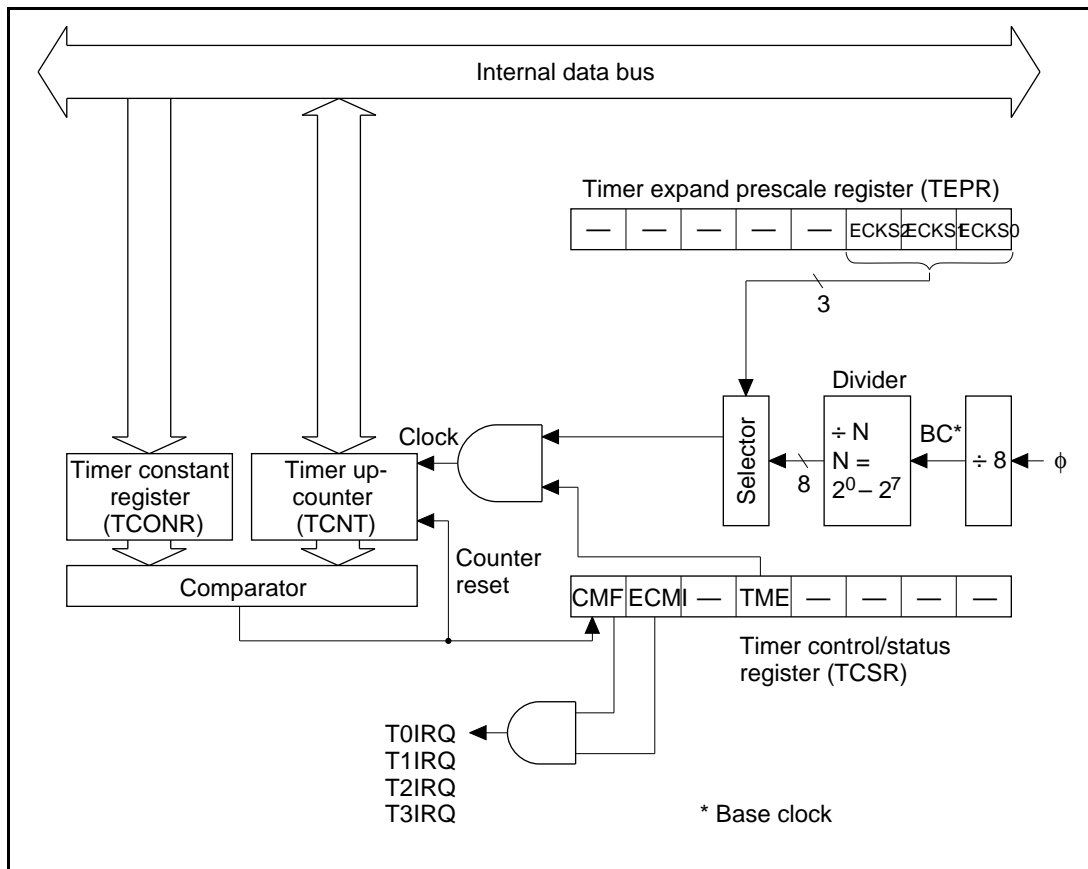 Internal data bus
Timer expand prescale register (TEPR)
— — — — — ECKS2 ECKS1 ECKS0
3
Divider
Selector
÷ N
N =
2⁰ – 2⁷
8
BC*
÷ 8
ϕ
Clock
Timer constant
register
(TCONR)
Timer up-
counter
(TCNT)
Counter
reset
Comparator
CMF ECMI — TME — — — —
Timer control/status
register (TCSR)
T0IRQ
T1IRQ
T2IRQ
T3IRQ
* Base clock